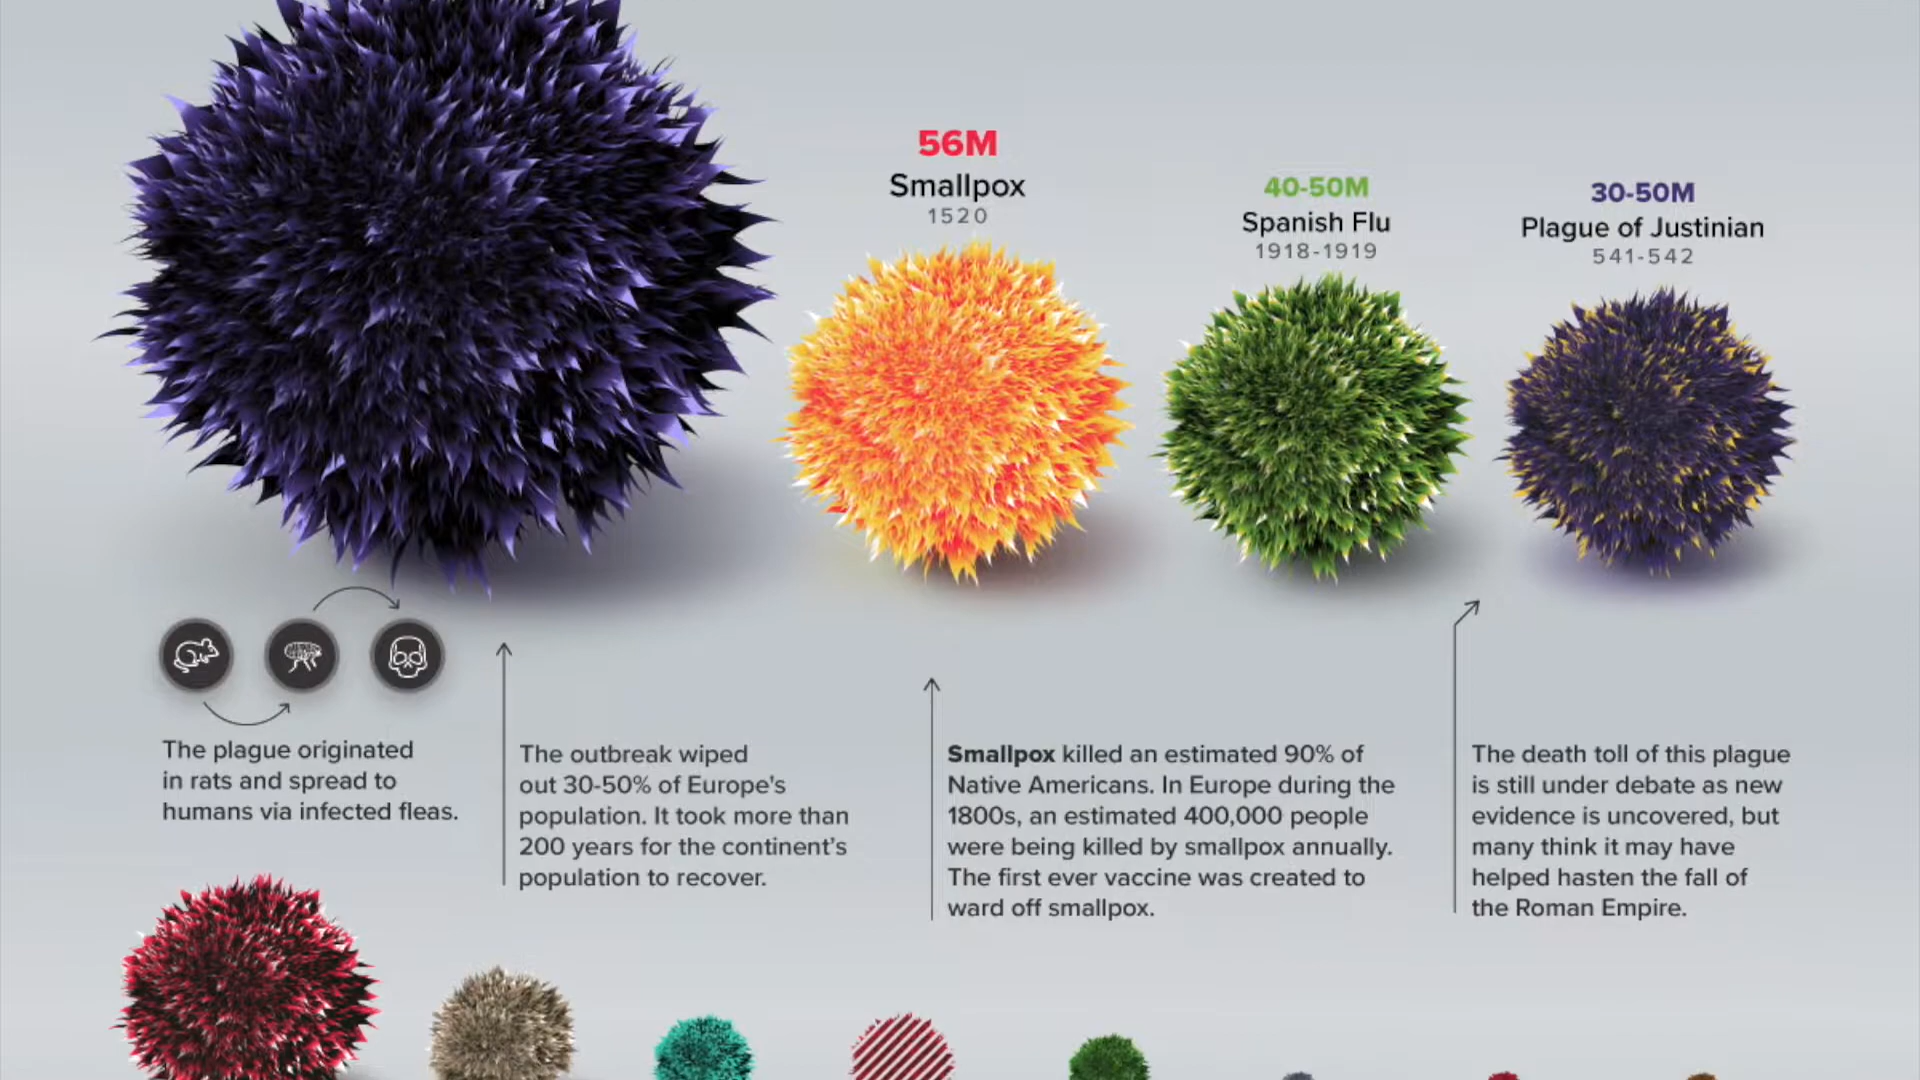 56M
Smallpox
1520
40-50M
Spanish Flu
1918-1919
30-50M
Plague of Justinian
541-542
The plague originated
in rats and spread to
humans via infected fleas.
The outbreak wiped
out 30-50% of Europe's
population. It took more than
200 years for the continent's
population to recover.
Smallpox killed an estimated 90% of
Native Americans. In Europe during the
1800s, an estimated 400,000 people
were being killed by smallpox annually.
The first ever vaccine was created to
ward off smallpox.
The death toll of this plague
is still under debate as new
evidence is uncovered, but
many think it may have
helped hasten the fall of
the Roman Empire.